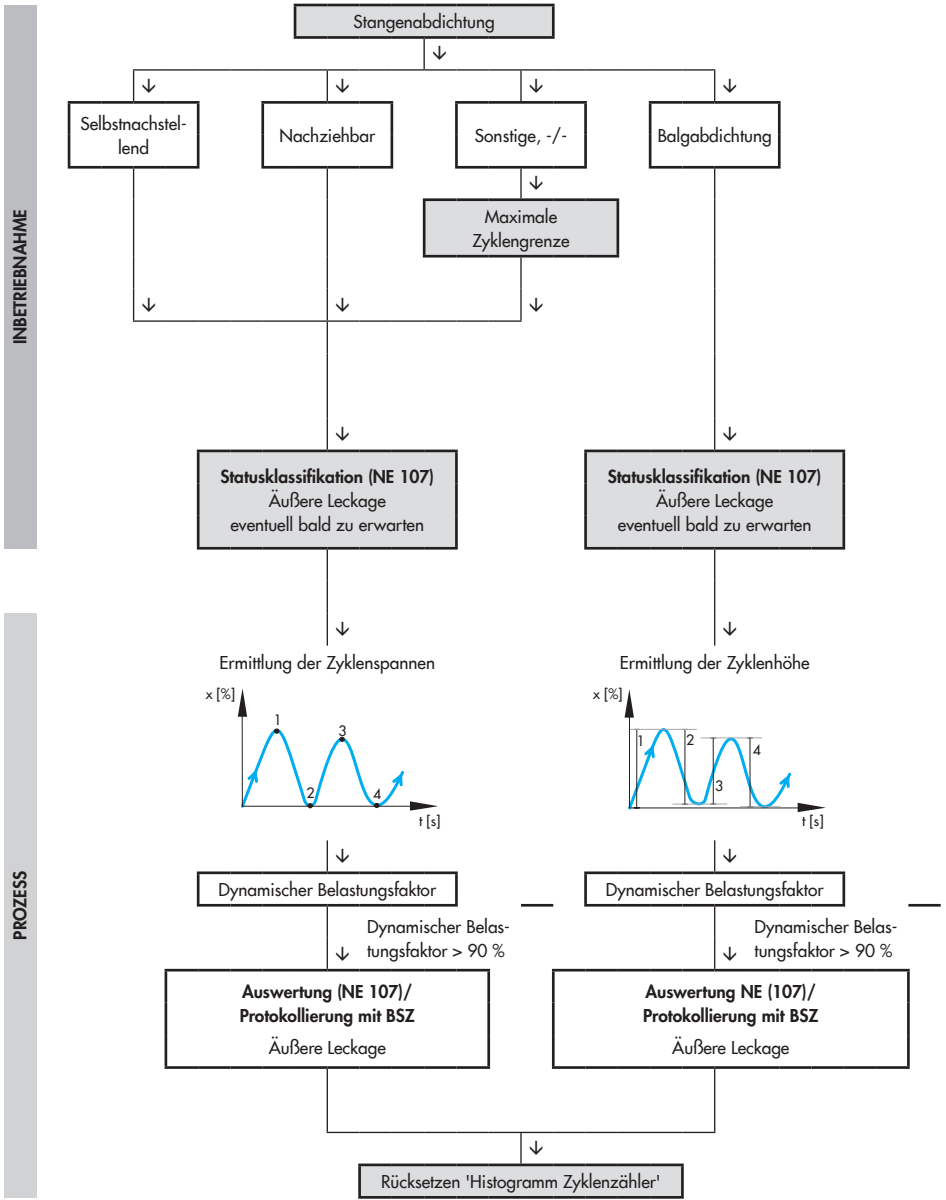 Stangenabdichtung
Selbstnachstel-
lend
Nachziehbar
Sonstige, -/-
Balgabdichtung
Maximale
Zyklengrenze
INBETRIEBNAHME
Statusklassifikation (NE 107)
Äußere Leckage
eventuell bald zu erwarten
Statusklassifikation (NE 107)
Äußere Leckage
eventuell bald zu erwarten
PROZESS
Ermittlung der Zyklenspannen
x [%]
1
2
3
4
t [s]
Ermittlung der Zyklenhöhe
x [%]
1
2
3
4
t [s]
Dynamischer Belastungsfaktor
Dynamischer Belastungsfaktor
Dynamischer Belas-
tungsfaktor > 90 %
Dynamischer Belas-
tungsfaktor > 90 %
Auswertung (NE 107)/
Protokollierung mit BSZ
Äußere Leckage
Auswertung NE (107)/
Protokollierung mit BSZ
Äußere Leckage
Rücksetzen 'Histogramm Zyklenzähler'